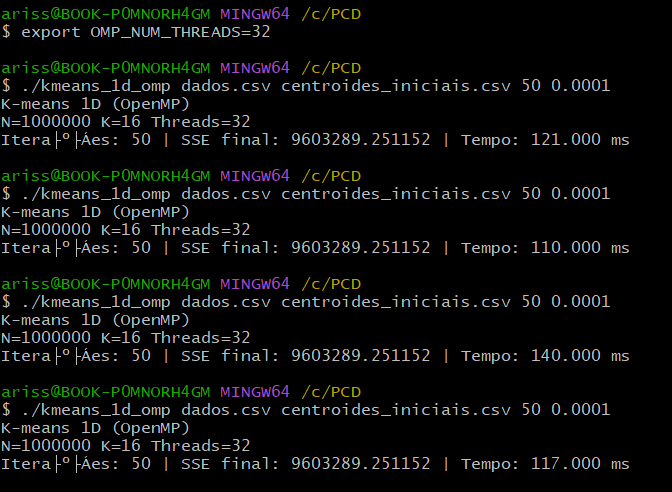 ariss@BOOK-P0MNORH4GM MINGW64 /c/PCD
$ export OMP_NUM_THREADS=32
ariss@BOOK-P0MNORH4GM MINGW64 /c/PCD
$ ./kmeans_1d_omp dados.csv centroides_iniciais.csv 50 0.0001
K-means 1D (OpenMP)
N=1000000 K=16 Threads=32
Itera├º├Áes: 50 | SSE final: 9603289.251152 | Tempo: 121.000 ms
ariss@BOOK-P0MNORH4GM MINGW64 /c/PCD
$ ./kmeans_1d_omp dados.csv centroides_iniciais.csv 50 0.0001
K-means 1D (OpenMP)
N=1000000 K=16 Threads=32
Itera├º├Áes: 50 | SSE final: 9603289.251152 | Tempo: 110.000 ms
ariss@BOOK-P0MNORH4GM MINGW64 /c/PCD
$ ./kmeans_1d_omp dados.csv centroides_iniciais.csv 50 0.0001
K-means 1D (OpenMP)
N=1000000 K=16 Threads=32
Itera├º├Áes: 50 | SSE final: 9603289.251152 | Tempo: 140.000 ms
ariss@BOOK-P0MNORH4GM MINGW64 /c/PCD
$ ./kmeans_1d_omp dados.csv centroides_iniciais.csv 50 0.0001
K-means 1D (OpenMP)
N=1000000 K=16 Threads=32
Itera├º├Áes: 50 | SSE final: 9603289.251152 | Tempo: 117.000 ms